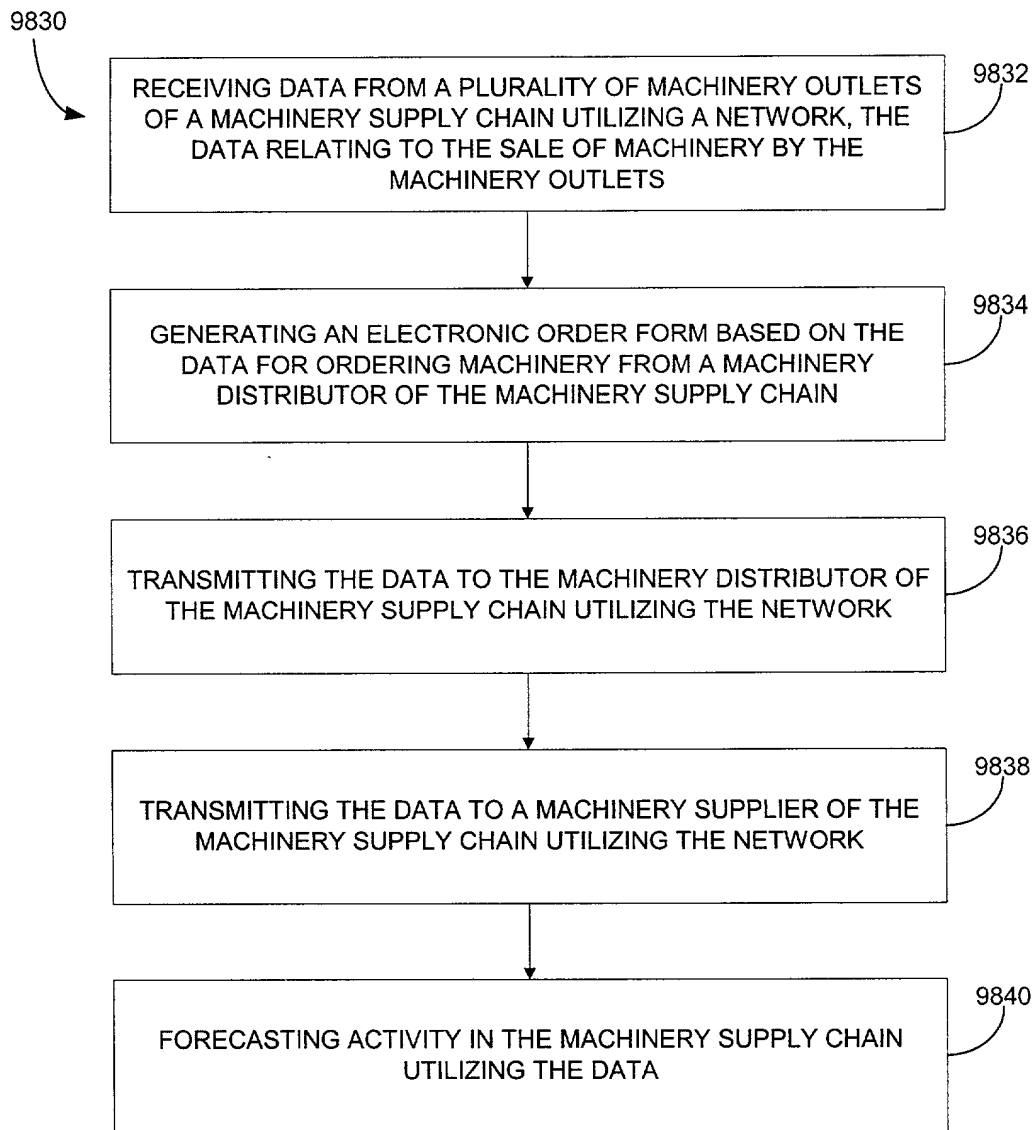 9830
RECEIVING DATA FROM A PLURALITY OF MACHINERY OUTLETS
OF A MACHINERY SUPPLY CHAIN UTILIZING A NETWORK, THE
DATA RELATING TO THE SALE OF MACHINERY BY THE
MACHINERY OUTLETS
9832
GENERATING AN ELECTRONIC ORDER FORM BASED ON THE
DATA FOR ORDERING MACHINERY FROM A MACHINERY
DISTRIBUTOR OF THE MACHINERY SUPPLY CHAIN
9834
TRANSMITTING THE DATA TO THE MACHINERY DISTRIBUTOR OF
THE MACHINERY SUPPLY CHAIN UTILIZING THE NETWORK
9836
TRANSMITTING THE DATA TO A MACHINERY SUPPLIER OF THE
MACHINERY SUPPLY CHAIN UTILIZING THE NETWORK
9838
FORECASTING ACTIVITY IN THE MACHINERY SUPPLY CHAIN
UTILIZING THE DATA
9840